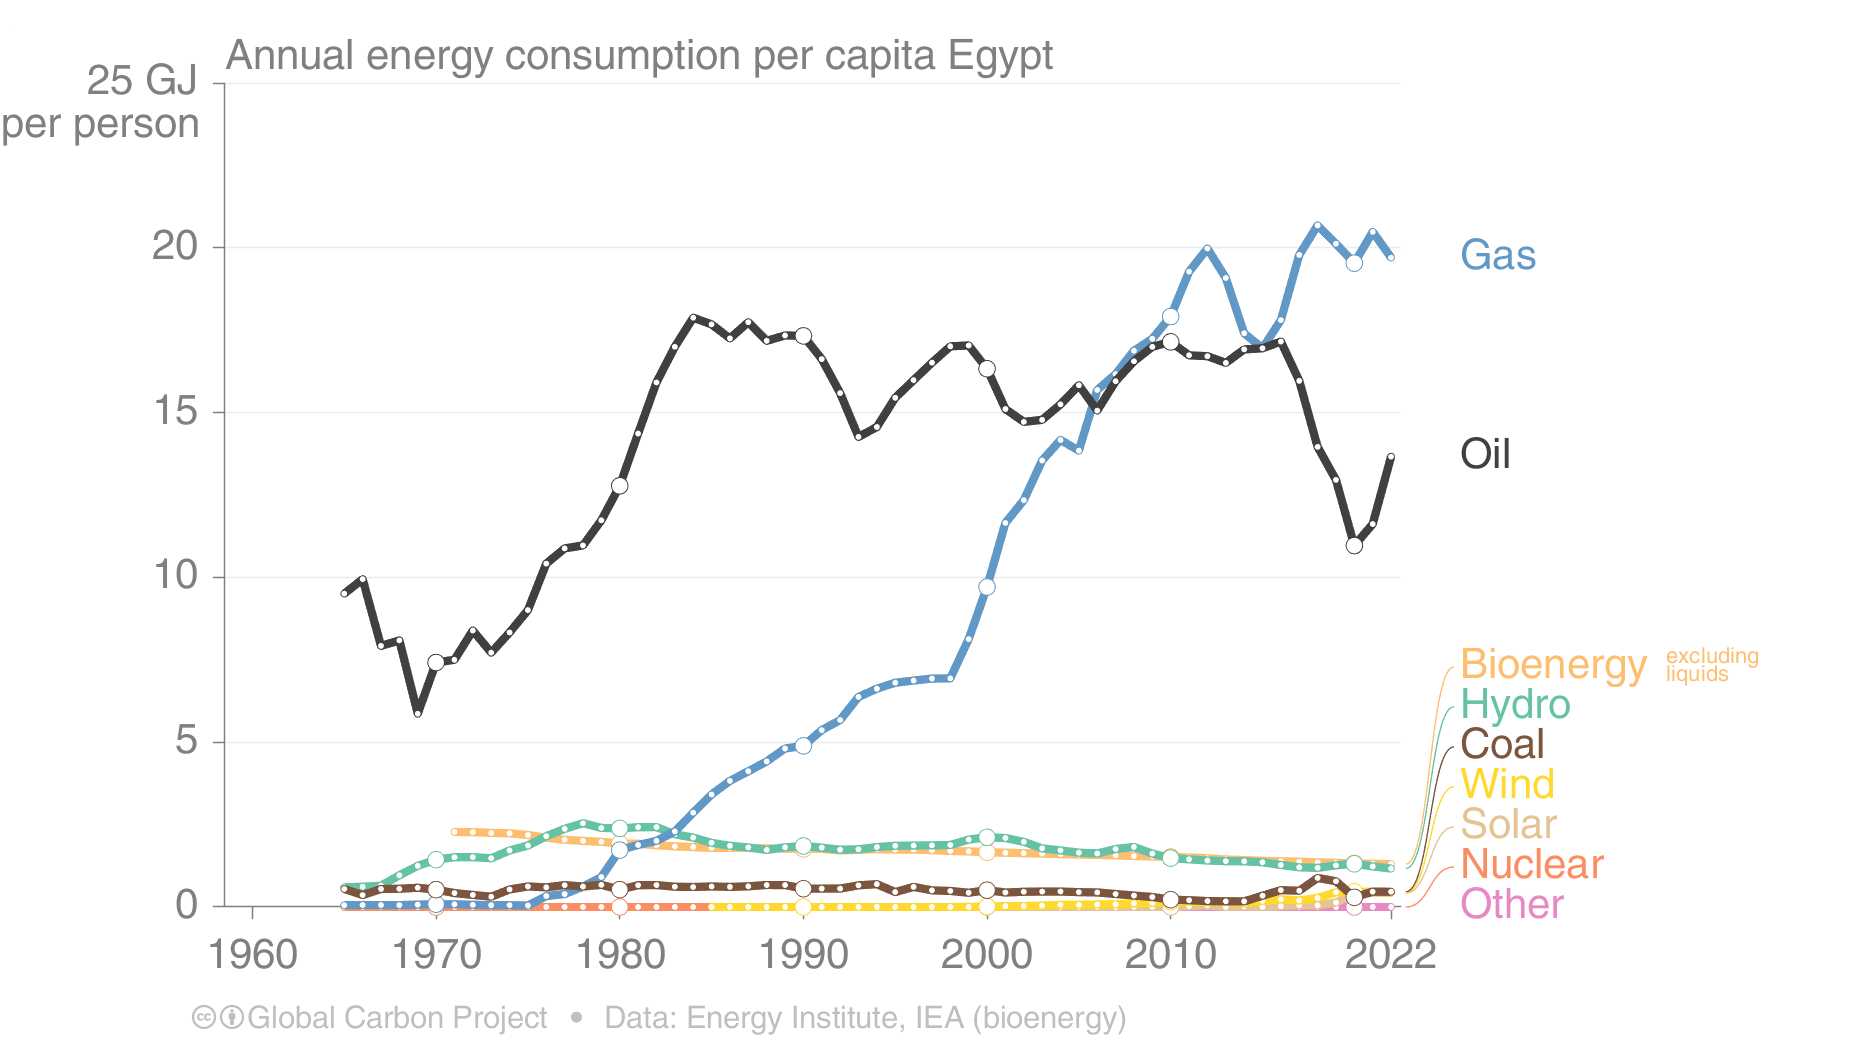 Annual energy consumption per capita Egypt
25 GJ
per person
20
15
10
5
0
1960 1970 1980 1990 2000 2010 2022
Gas
Oil
Bioenergy excluding liquids
Hydro
Coal
Wind
Solar
Nuclear
Other
Global Carbon Project • Data: Energy Institute, IEA (bioenergy)